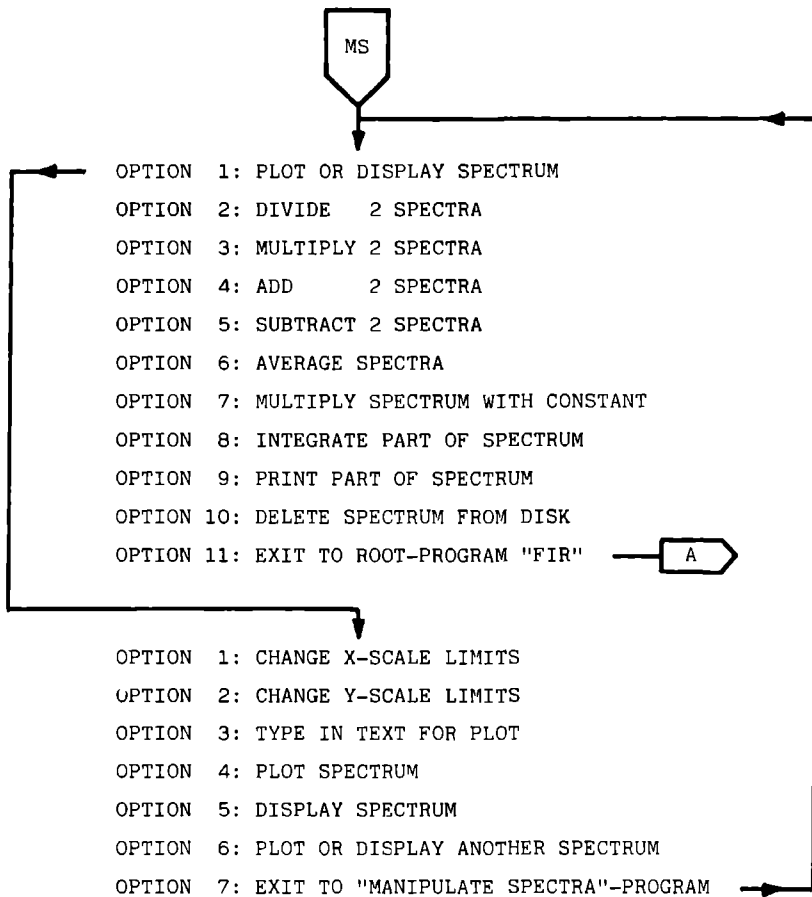 MS
OPTION 1: PLOT OR DISPLAY SPECTRUM
OPTION 2: DIVIDE 2 SPECTRA
OPTION 3: MULTIPLY 2 SPECTRA
OPTION 4: ADD 2 SPECTRA
OPTION 5: SUBTRACT 2 SPECTRA
OPTION 6: AVERAGE SPECTRA
OPTION 7: MULTIPLY SPECTRUM WITH CONSTANT
OPTION 8: INTEGRATE PART OF SPECTRUM
OPTION 9: PRINT PART OF SPECTRUM
OPTION 10: DELETE SPECTRUM FROM DISK
OPTION 11: EXIT TO ROOT-PROGRAM "FIR" A
OPTION 1: CHANGE X-SCALE LIMITS
OPTION 2: CHANGE Y-SCALE LIMITS
OPTION 3: TYPE IN TEXT FOR PLOT
OPTION 4: PLOT SPECTRUM
OPTION 5: DISPLAY SPECTRUM
OPTION 6: PLOT OR DISPLAY ANOTHER SPECTRUM
OPTION 7: EXIT TO "MANIPULATE SPECTRA"-PROGRAM